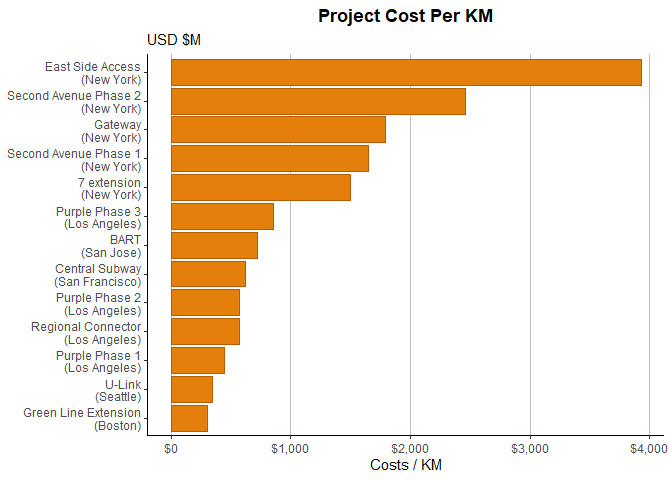 Project Cost Per KM
USD $M
East Side Access
(New York)
Second Avenue Phase 2
(New York)
Gateway
(New York)
Second Avenue Phase 1
(New York)
7 extension
(New York)
Purple Phase 3
(Los Angeles)
BART
(San Jose)
Central Subway
(San Francisco)
Purple Phase 2
(Los Angeles)
Regional Connector
(Los Angeles)
Purple Phase 1
(Los Angeles)
U-Link
(Seattle)
Green Line Extension
(Boston)
$0 $1,000 $2,000 $3,000 $4,000
Costs / KM